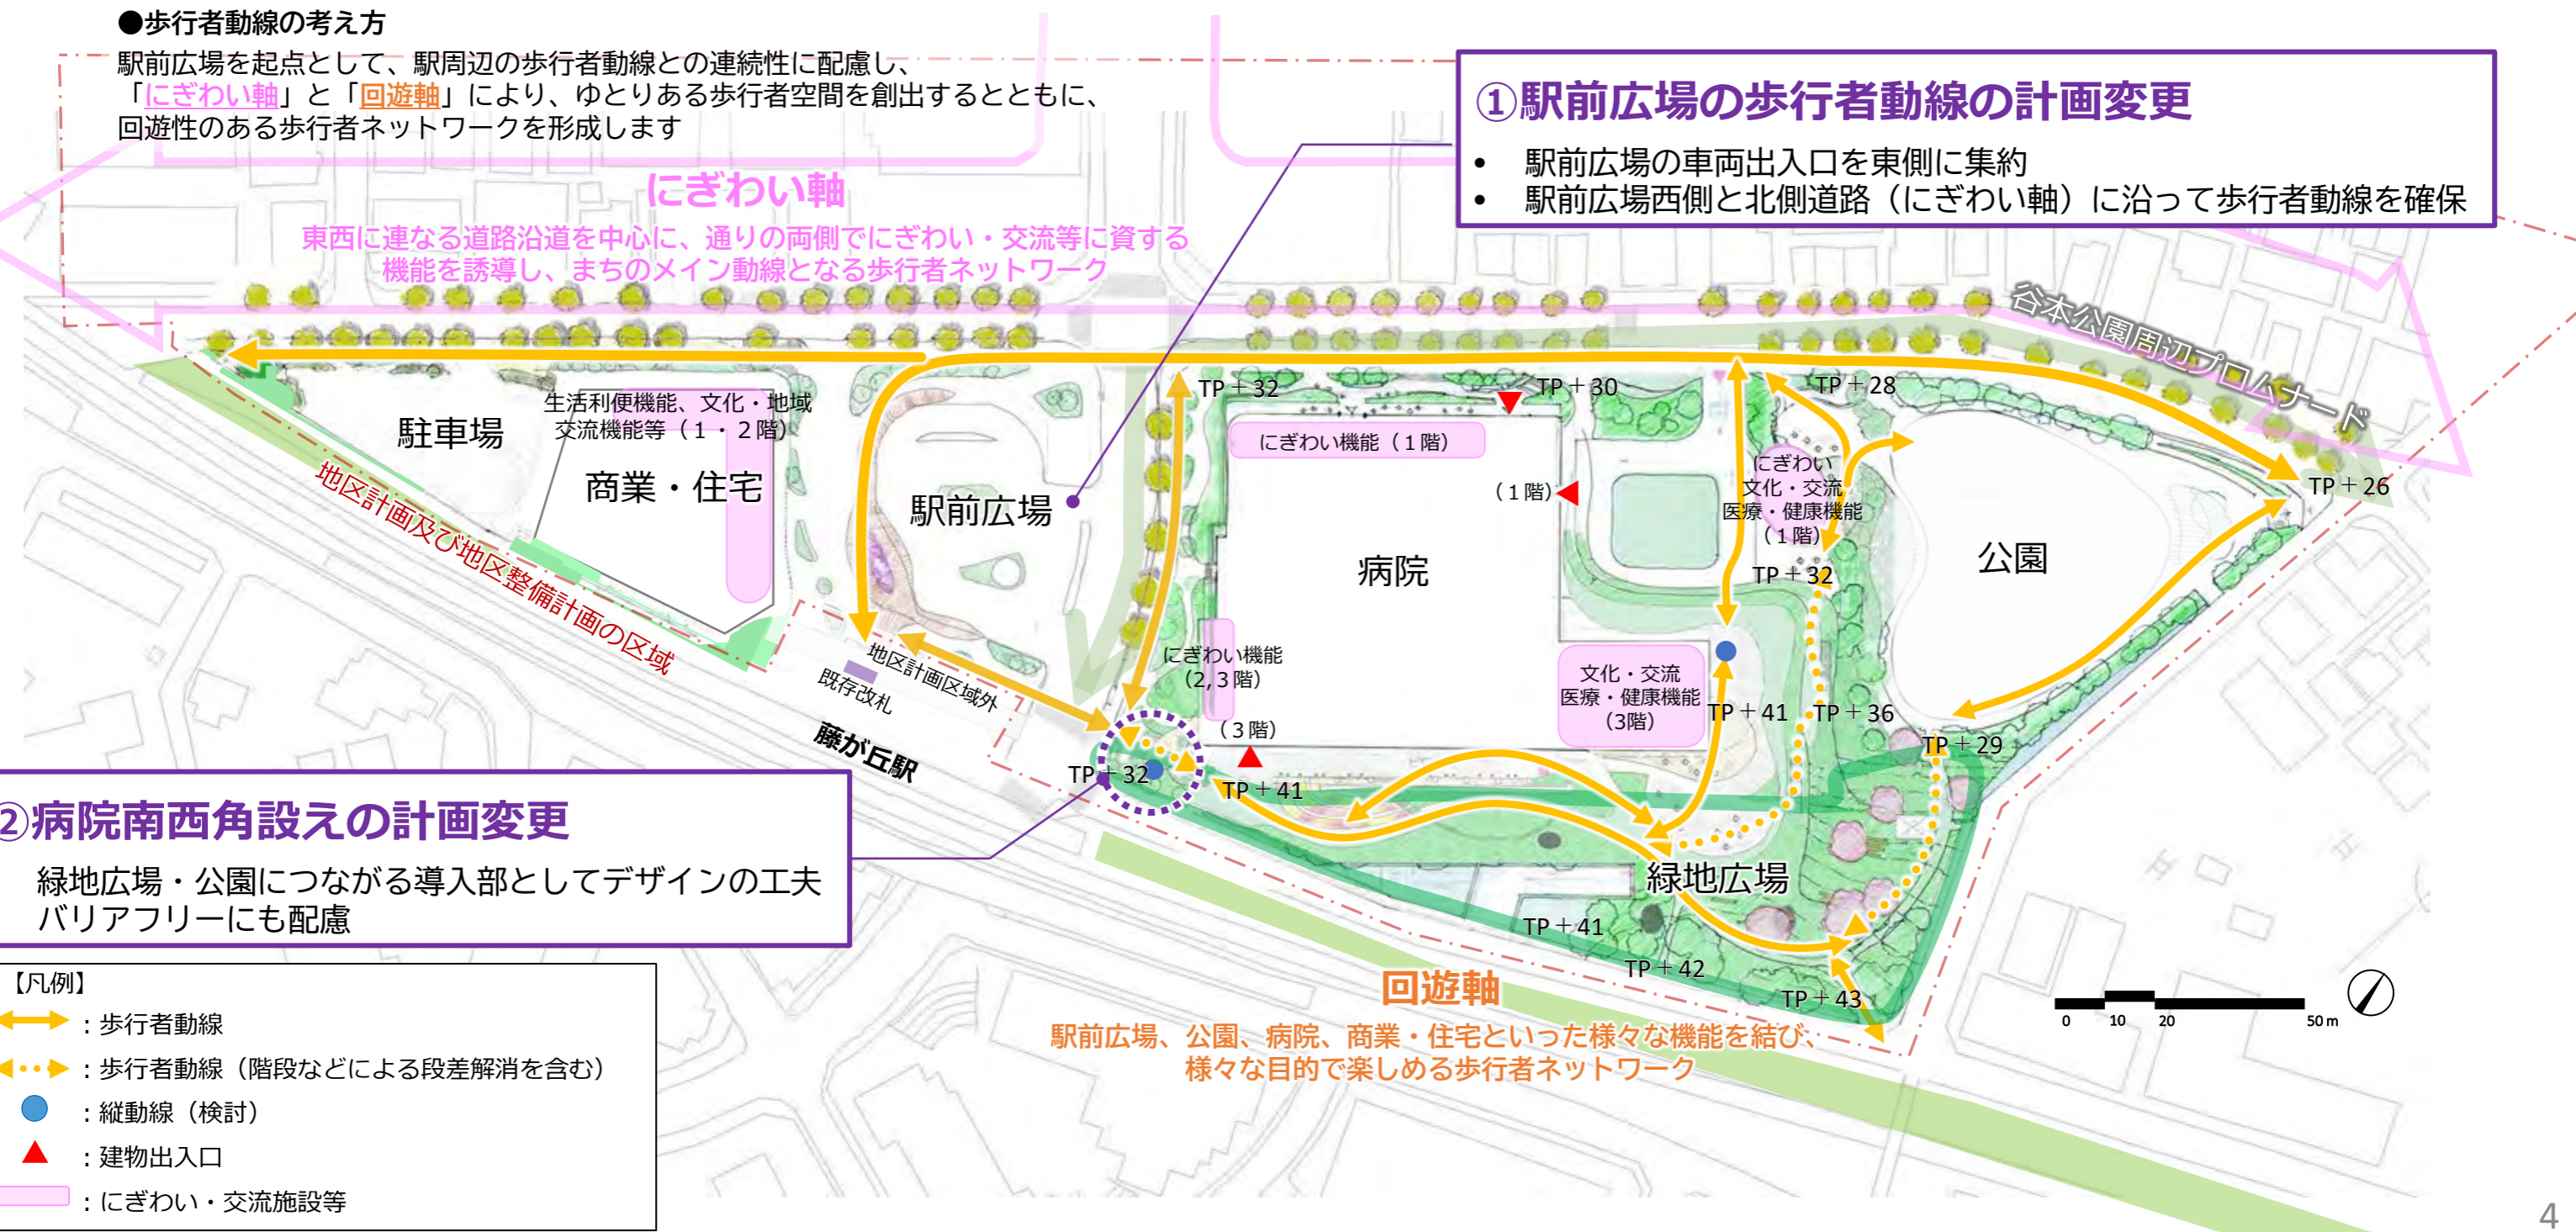 ●歩行者動線の考え方
駅前広場を起点として、駅周辺の歩行者動線との連続性に配慮し、
「にぎわい軸」と「回遊軸」により、ゆとりある歩行者空間を創出するとともに、
回遊性のある歩行者ネットワークを形成します
①駅前広場の歩行者動線の計画変更
• 駅前広場の車両出入口を東側に集約
• 駅前広場西側と北側道路（にぎわい軸）に沿って歩行者動線を確保
にぎわい軸
東西に連なる道路沿道を中心に、通りの両側でにぎわい・交流等に資する
機能を誘導し、まちのメイン動線となる歩行者ネットワーク
谷本公園周辺プロムナード
TP＋32
TP＋30
TP＋28
TP＋26
生活利便機能、文化・地域
交流機能等（１・２階）
駐車場
商業・住宅
駅前広場
にぎわい機能（１階）
（１階）
にぎわい
文化・交流
医療・健康機能
（１階）
TP＋32
病院
公園
地区計画及び地区整備計画の区域
地区計画区域外
既存改札
藤が丘駅
にぎわい機能
（2,３階）
（３階）
文化・交流
医療・健康機能
（3階）
TP＋41
TP＋36
TP＋29
TP＋32
TP＋41
②病院南西角設えの計画変更
緑地広場・公園につながる導入部としてデザインの工夫
バリアフリーにも配慮
緑地広場
TP＋41
TP＋42
TP＋43
回遊軸
駅前広場、公園、病院、商業・住宅といった様々な機能を結び、
様々な目的で楽しめる歩行者ネットワーク
0 10 20 50m
【凡例】
：歩行者動線
：歩行者動線（階段などによる段差解消を含む）
：縦動線（検討）
：建物出入口
：にぎわい・交流施設等
4